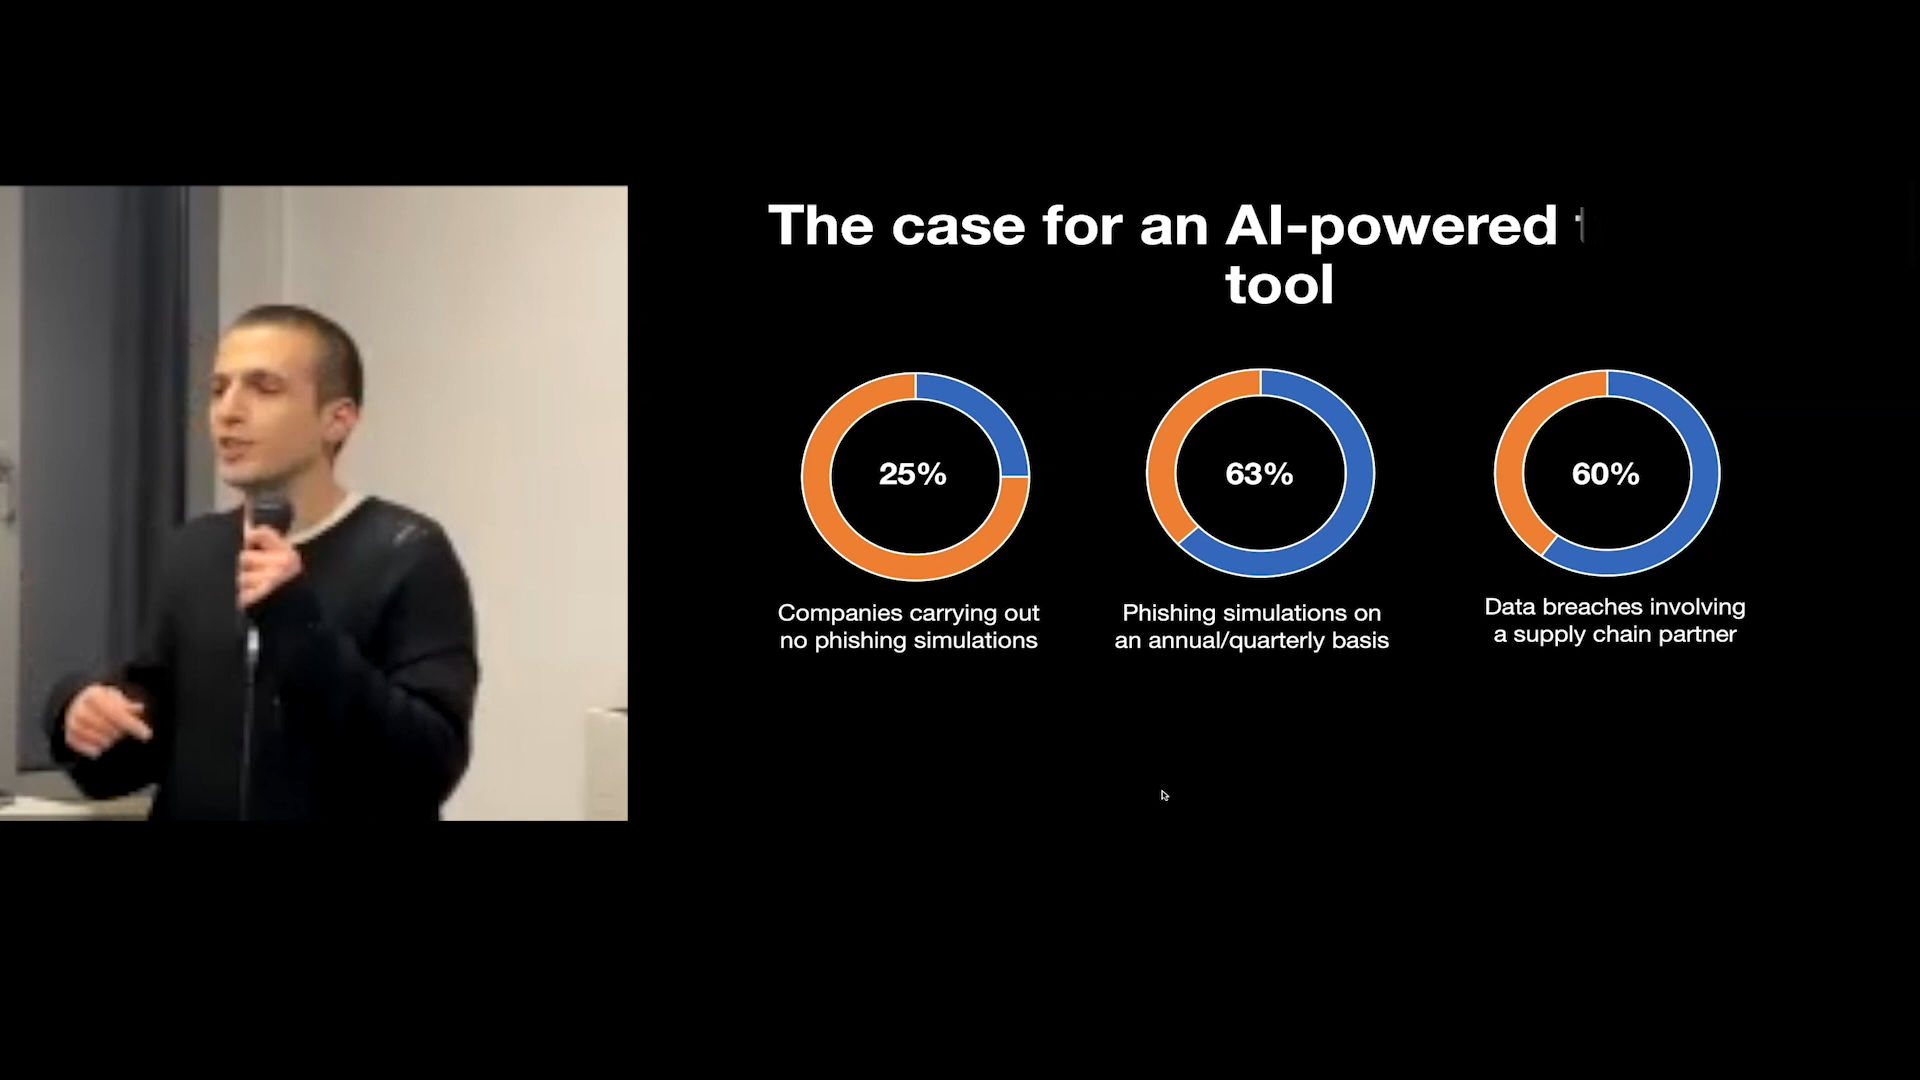 The case for an AI-powered
tool
25%
63%
60%
Companies carrying out
no phishing simulations
Phishing simulations on
an annual/quarterly basis
Data breaches involving
a supply chain partner